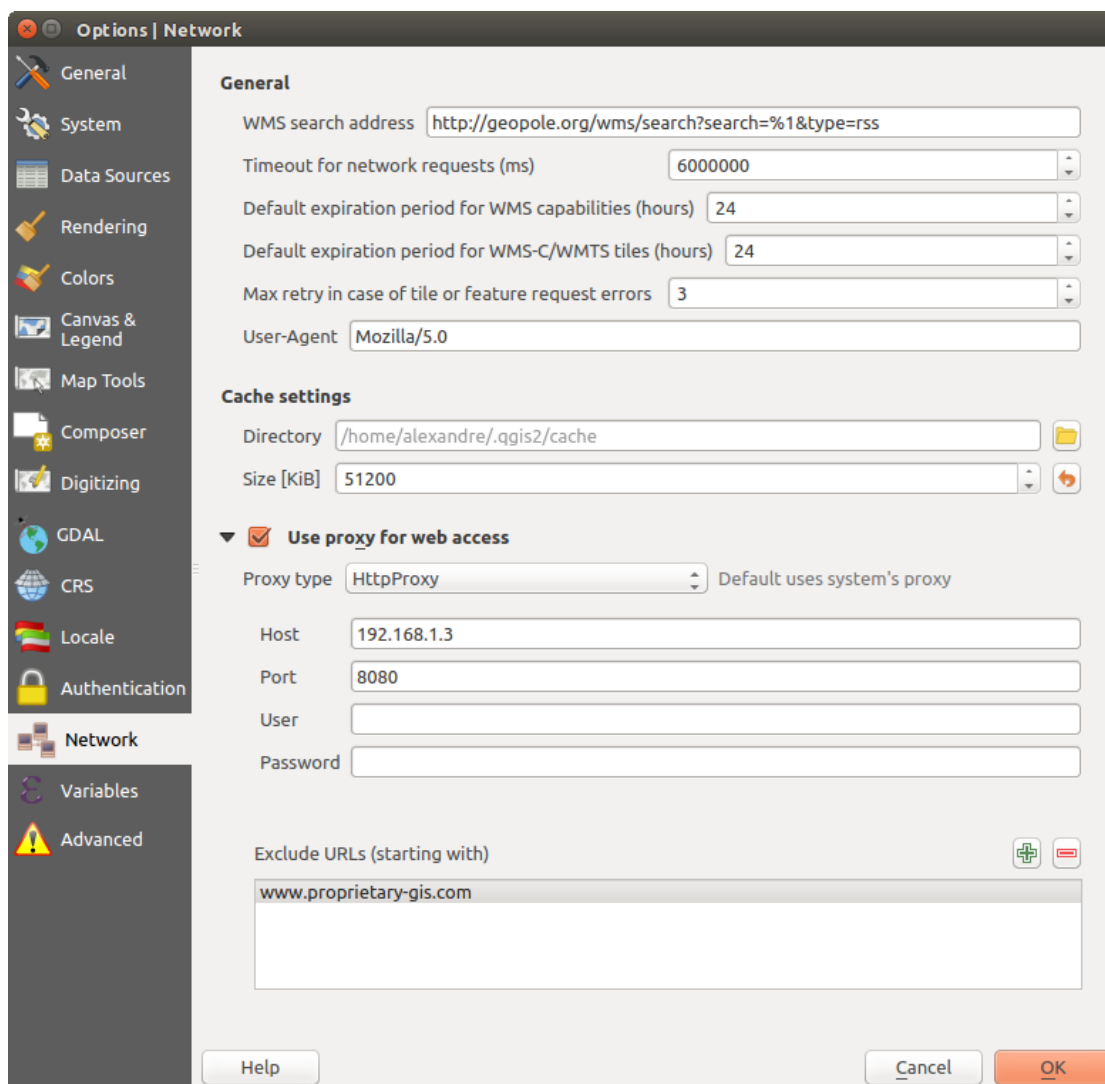 Options | Network
General
System
Data Sources
Rendering
Colors
Canvas &
Legend
Map Tools
Composer
Digitizing
GDAL
CRS
Locale
Authentication
Network
Variables
Advanced
General
WMS search address http://geopole.org/wms/search?search=%1&type=rss
Timeout for network requests (ms) 6000000
Default expiration period for WMS capabilities (hours) 24
Default expiration period for WMS-C/WMTS tiles (hours) 24
Max retry in case of tile or feature request errors 3
User-Agent Mozilla/5.0
Cache settings
Directory /home/alexandre/.qgis2/cache
Size [KiB] 51200
Use proxy for web access
Proxy type HttpProxy Default uses system's proxy
Host 192.168.1.3
Port 8080
User
Password
Exclude URLs (starting with)
www.proprietary-gis.com
Help Cancel OK